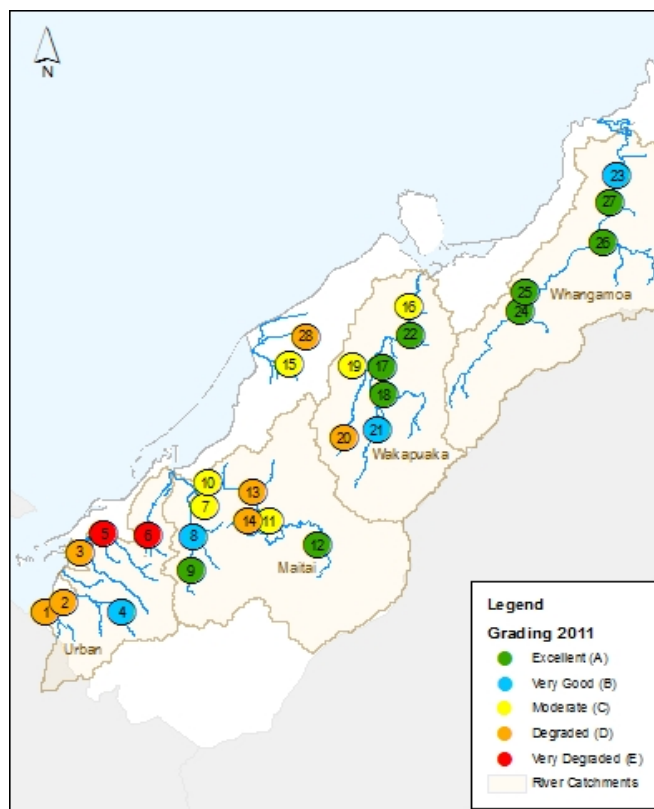 N
23
27
26
Whangamoa
25
24
16
22
28
15
19
17
18
21
20
Wakapuaka
10
13
7
14
11
5
6
8
12
3
9
Maitai
2
1
4
Urban
Legend
Grading 2011
Excellent (A)
Very Good (B)
Moderate (C)
Degraded (D)
Very Degraded (E)
River Catchments